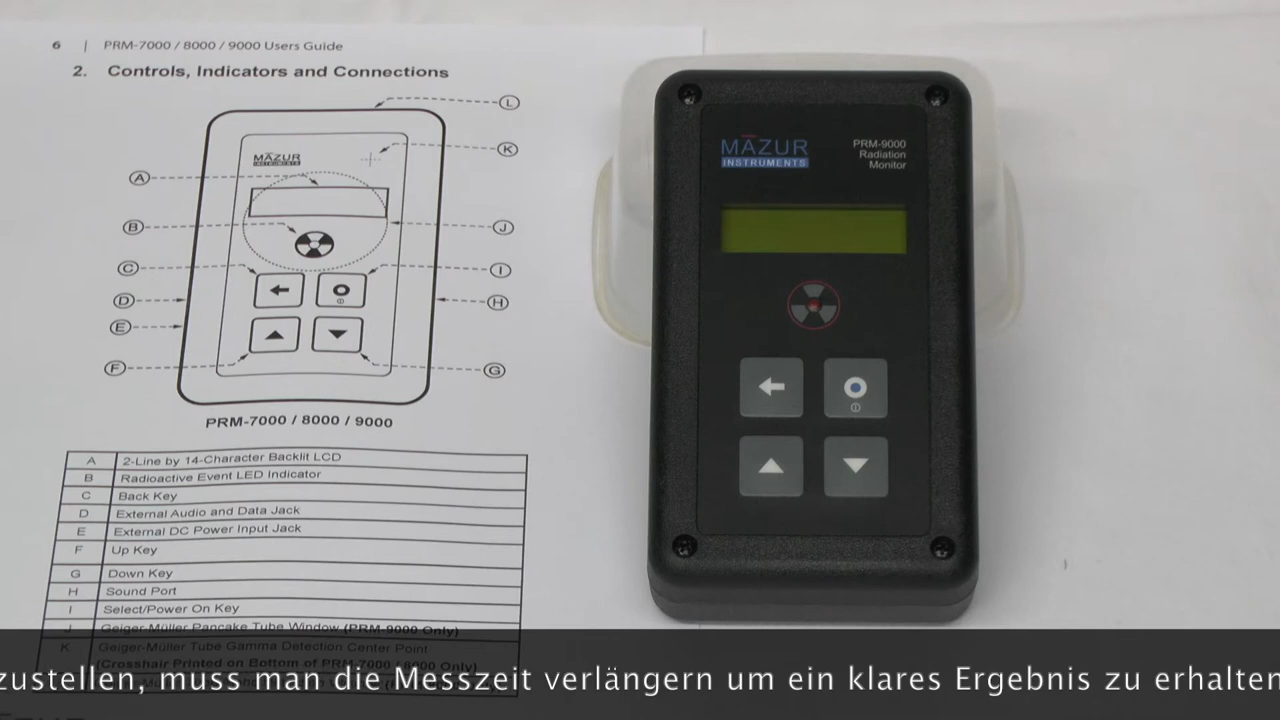 6 | PRM-7000 / 8000 / 9000 Users Guide
2. Controls, Indicators and Connections
L
K
A
B
J
C
I
D
H
E
F
G
MAZUR
INSTRUMENTS
PRM-7000 / 8000 / 9000
A 2-Line by 14-Character Backlit LCD
B Radioactive Event LED Indicator
C Back Key
D External Audio and Data Jack
E External DC Power Input Jack
F Up Key
G Down Key
H Sound Port
I Select/Power On Key
J Geiger-Müller Pancake Tube Window (PRM-9000 Only)
K Geiger-Müller Tube Gamma Detection Center Point
(Crosshair Printed on Bottom of PRM-7000 / 8000 Only)
MAZUR
INSTRUMENTS
PRM-9000
Radiation
Monitor
zustellen, muss man die Messzeit verlängern um ein klares Ergebnis zu erhalten